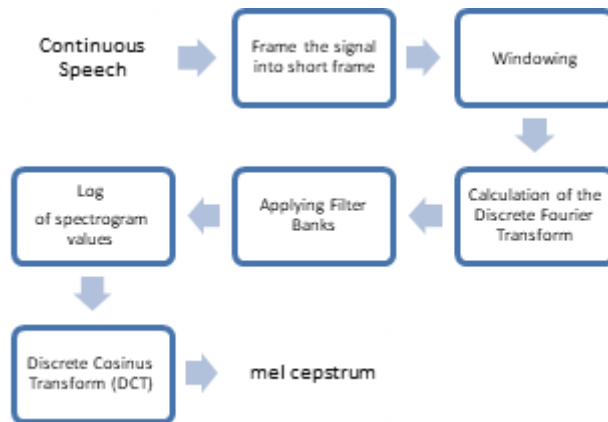 Continuous
Speech
Frame the signal
into short frame
Windowing
Calculation of the
Discrete Fourier
Transform
Applying Filter
Banks
Log
of spectrogram
values
Discrete Cosinus
Transform (DCT)
mel cepstrum